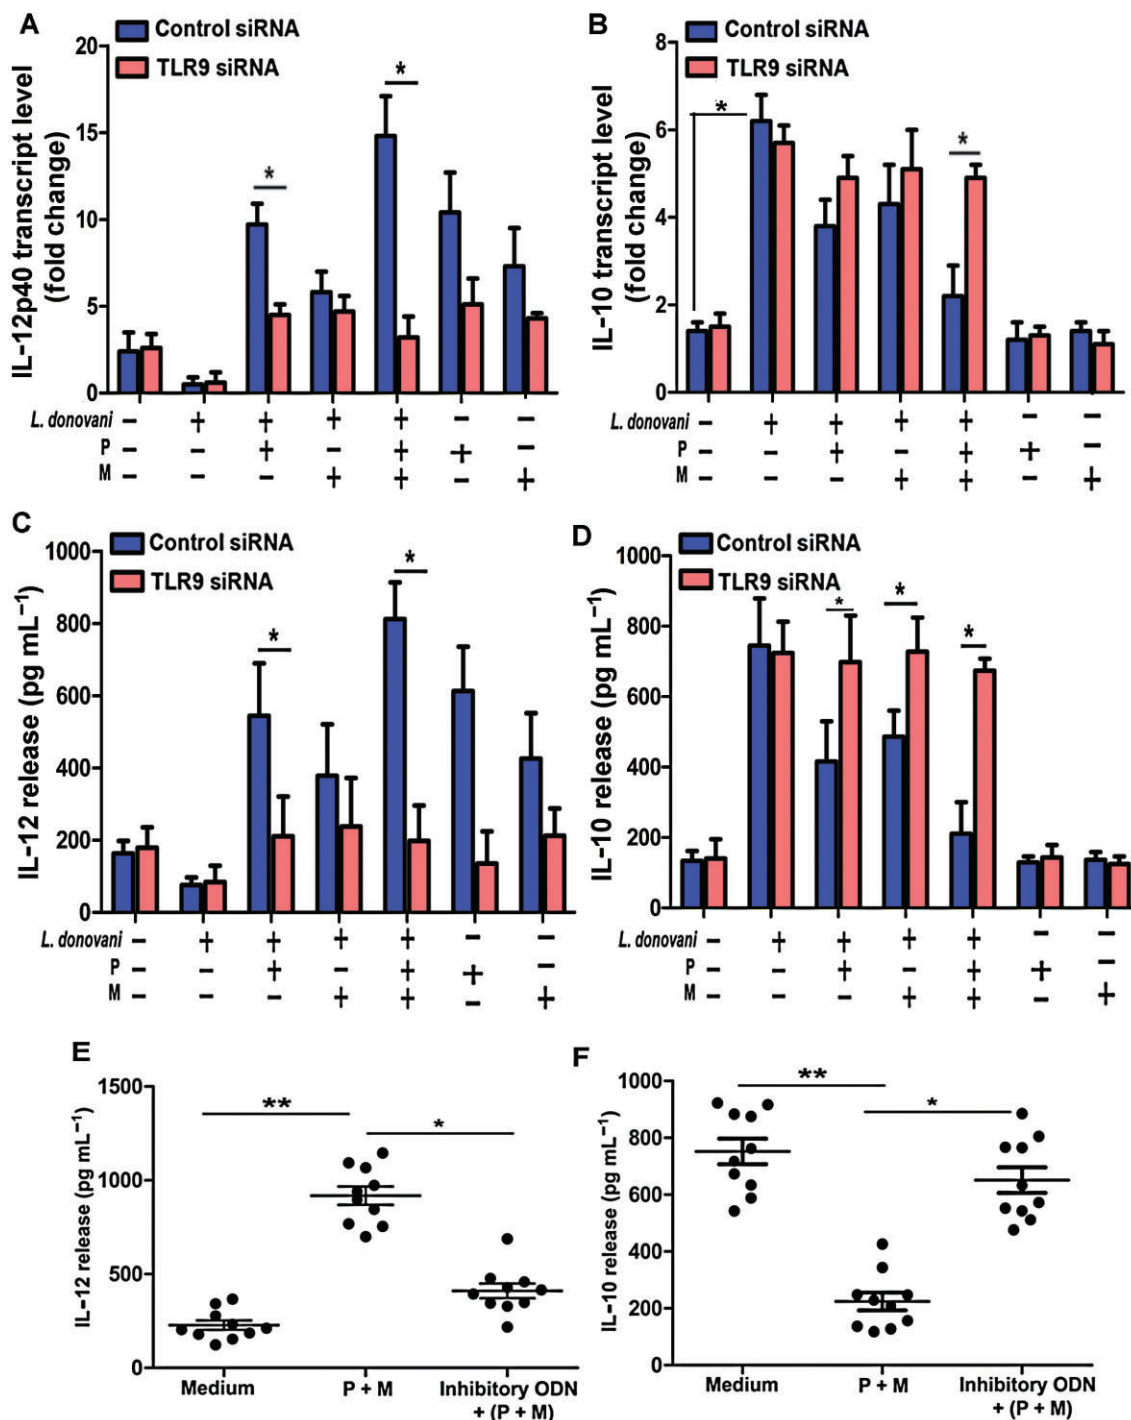 A
Control siRNA
TLR9 siRNA
IL-12p40 transcript level
(fold change)
20
15
10
5
0
*
*
L. donovani – + + + + – –
P – – + – + + –
M – – – + + – +
B
Control siRNA
TLR9 siRNA
IL-10 transcript level
(fold change)
8
6
4
2
0
*
*
– + + + + – –
– – + – + + –
– – – + + – +
C
Control siRNA
TLR9 siRNA
IL-12 release (pg mL⁻¹)
1000
800
600
400
200
0
*
*
L. donovani – + + + + – –
P – – + – + + –
M – – – + + – +
D
Control siRNA
TLR9 siRNA
IL-10 release (pg mL⁻¹)
1000
800
600
400
200
0
*
*
*
– + + + + – –
– – + – + + –
– – – + + – +
E
IL-12 release (pg mL⁻¹)
1500
1000
500
0
**
*
Medium
P + M
Inhibitory ODN
+ (P + M)
F
IL-10 release (pg mL⁻¹)
1000
800
600
400
200
0
**
*
Medium
P + M
Inhibitory ODN
+ (P + M)